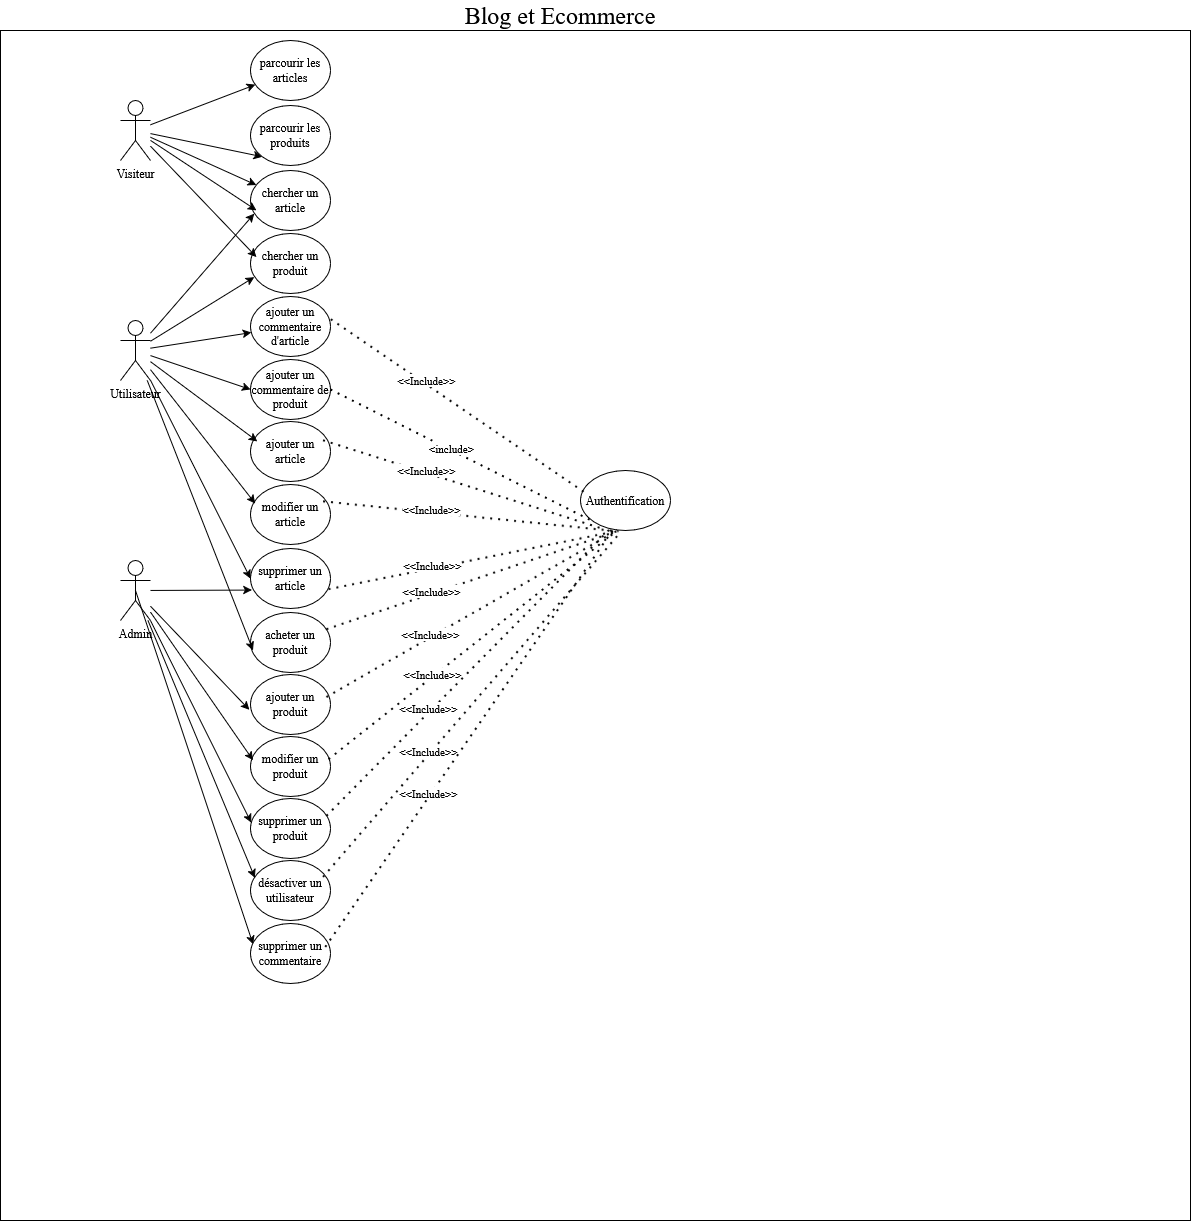 Blog et Ecommerce
parcourir les
articles
parcourir les
produits
Visiteur
chercher un
article
chercher un
produit
ajouter un
commentaire
d'article
<<Include>>
Utilisateur
ajouter un
commentaire de
produit
<include>
ajouter un
article
<<Include>>
Authentification
modifier un
article
<<Include>>
supprimer un
article
<<Include>>
<<Include>>
Admin
acheter un
produit
<<Include>>
<<Include>>
ajouter un
produit
<<Include>>
modifier un
produit
<<Include>>
<<Include>>
supprimer un
produit
désactiver un
utilisateur
supprimer un
commentaire